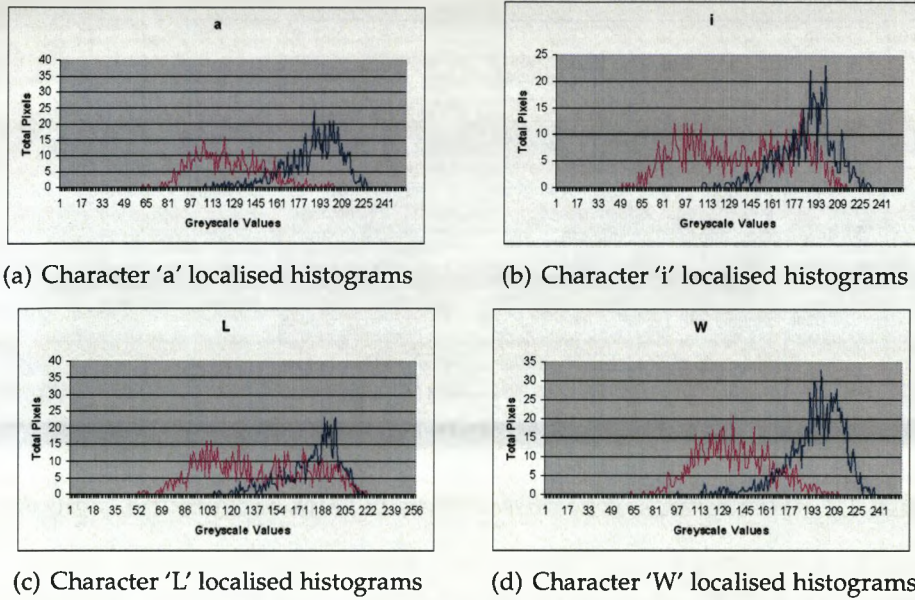 a
40
35
30
25
20
15
10
5
0
Total Pixels
1 17 33 49 65 81 97 113 129 145 161 177 193 209 225 241
Greyscale Values
(a) Character 'a' localised histograms
i
25
20
15
10
5
0
Total Pixels
1 17 33 49 65 81 97 113 129 145 161 177 193 209 225 241
Greyscale Values
(b) Character 'i' localised histograms
L
40
35
30
25
20
15
10
5
0
Total Pixels
1 18 35 52 69 86 103 120 137 154 171 188 205 222 239 256
Greyscale Values
(c) Character 'L' localised histograms
W
35
30
25
20
15
10
5
0
Total Pixels
1 17 33 49 65 81 97 113 129 145 161 177 193 209 225 241
Greyscale Values
(d) Character 'W' localised histograms